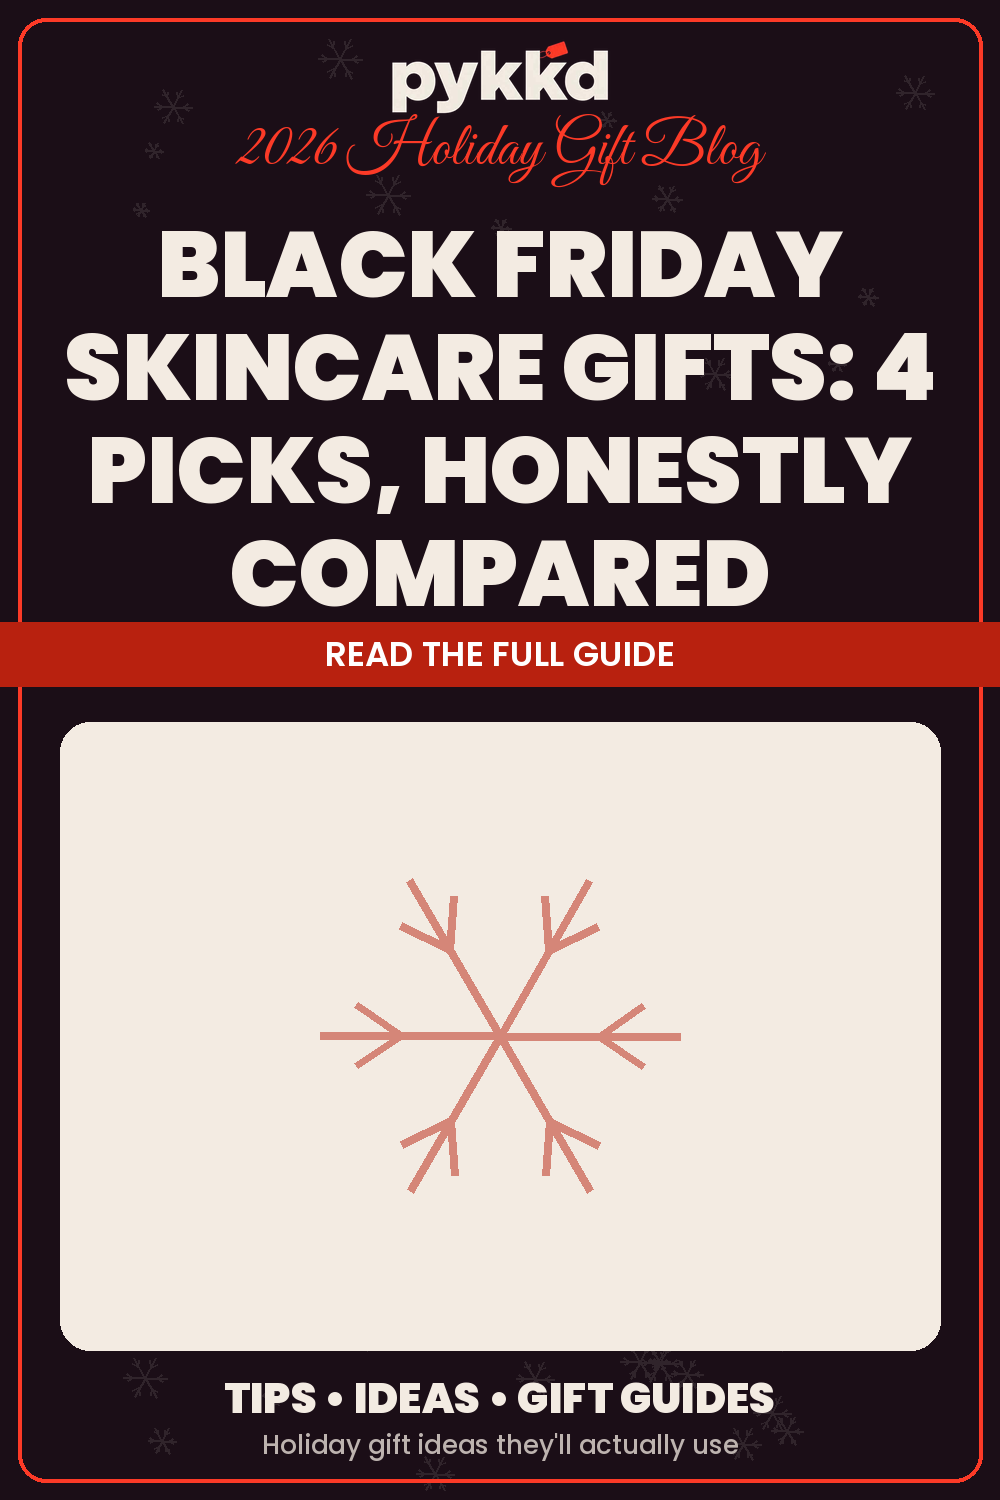 pykkd
2026 Holiday Gift Blog
BLACK FRIDAY
SKINCARE GIFTS: 4
PICKS, HONESTLY
COMPARED
READ THE FULL GUIDE
TIPS • IDEAS • GIFT GUIDES
Holiday gift ideas they'll actually use